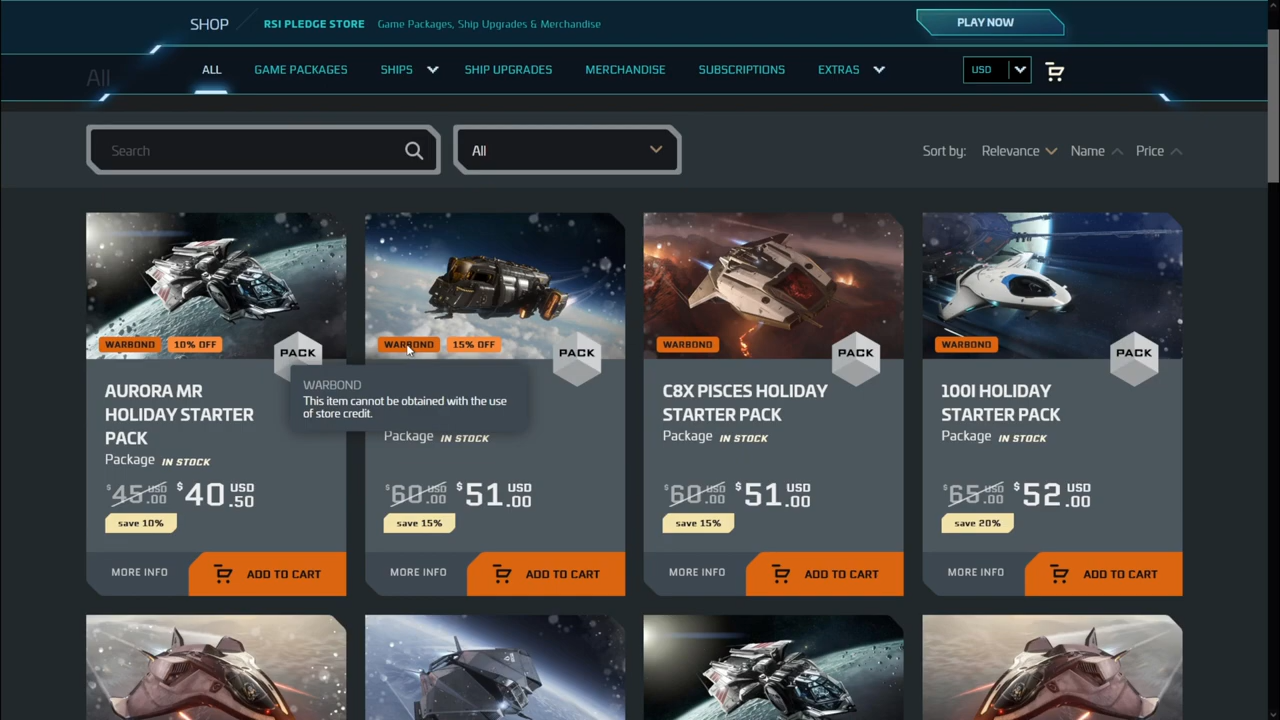 SHOP
RSI PLEDGE STORE
Game Packages, Ship Upgrades & Merchandise
PLAY NOW
All
ALL
GAME PACKAGES
SHIPS
SHIP UPGRADES
MERCHANDISE
SUBSCRIPTIONS
EXTRAS
USD
Search
All
Sort by:
Relevance
Name
Price
WARBOND
10% OFF
PACK
AURORA MR
HOLIDAY STARTER
PACK
Package IN STOCK
$45 USD .00 $40 USD .50
save 10%
MORE INFO
ADD TO CART
WARBOND
15% OFF
PACK
WARBOND
This item cannot be obtained with the use
of store credit.
Package IN STOCK
$60 USD .00 $51 USD .00
save 15%
MORE INFO
ADD TO CART
WARBOND
PACK
C8X PISCES HOLIDAY
STARTER PACK
Package IN STOCK
$60 USD .00 $51 USD .00
save 15%
MORE INFO
ADD TO CART
WARBOND
PACK
100I HOLIDAY
STARTER PACK
Package IN STOCK
$65 USD .00 $52 USD .00
save 20%
MORE INFO
ADD TO CART